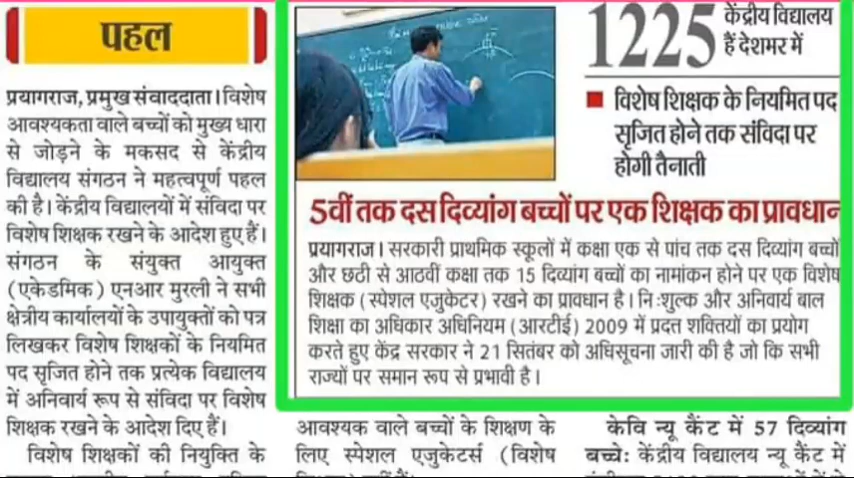 पहल
प्रयागराज, प्रमुख संवाददाता। विशेष
आवश्यकता वाले बच्चों को मुख्य धारा
से जोड़ने के मकसद से केंद्रीय
विद्यालय संगठन ने महत्वपूर्ण पहल
की है। केंद्रीय विद्यालयों में संविदा पर
विशेष शिक्षक रखने के आदेश हुए हैं।
संगठन के संयुक्त आयुक्त
(एकेडमिक) एनआर मुरली ने सभी
क्षेत्रीय कार्यालयों के उपायुक्तों को पत्र
लिखकर विशेष शिक्षकों के नियमित
पद सृजित होने तक प्रत्येक विद्यालय
में अनिवार्य रूप से संविदा पर विशेष
शिक्षक रखने के आदेश दिए हैं।
विशेष शिक्षकों की नियुक्ति के
1225 केंद्रीय विद्यालय
हैं देशभर में
विशेष शिक्षक के नियमित पद
सृजित होने तक संविदा पर
होगी तैनाती
5वीं तक दस दिव्यांग बच्चों पर एक शिक्षक का प्रावधान
प्रयागराज। सरकारी प्राथमिक स्कूलों में कक्षा एक से पांच तक दस दिव्यांग बच्चों
और छटी से आठवीं कक्षा तक 15 दिव्यांग बच्चों का नामांकन होने पर एक विशेष
शिक्षक (स्पेशल एजुकेटर) रखने का प्रावधान है। नि:शुल्क और अनिवार्य बाल
शिक्षा का अधिकार अधिनियम (आरटीई) 2009 में प्रदत शक्तियों का प्रयोग
करते हुए केंद्र सरकार ने 21 सितंबर को अधिसूचना जारी की है जो कि सभी
राज्यों पर समान रूप से प्रभावी है।
आवश्यक वाले बच्चों के शिक्षण के
लिए स्पेशल एजुकेटर्स (विशेष
केवि न्यू कैंट में 57 दिव्यांग
बच्चे: केंद्रीय विद्यालय न्यू कैंट में